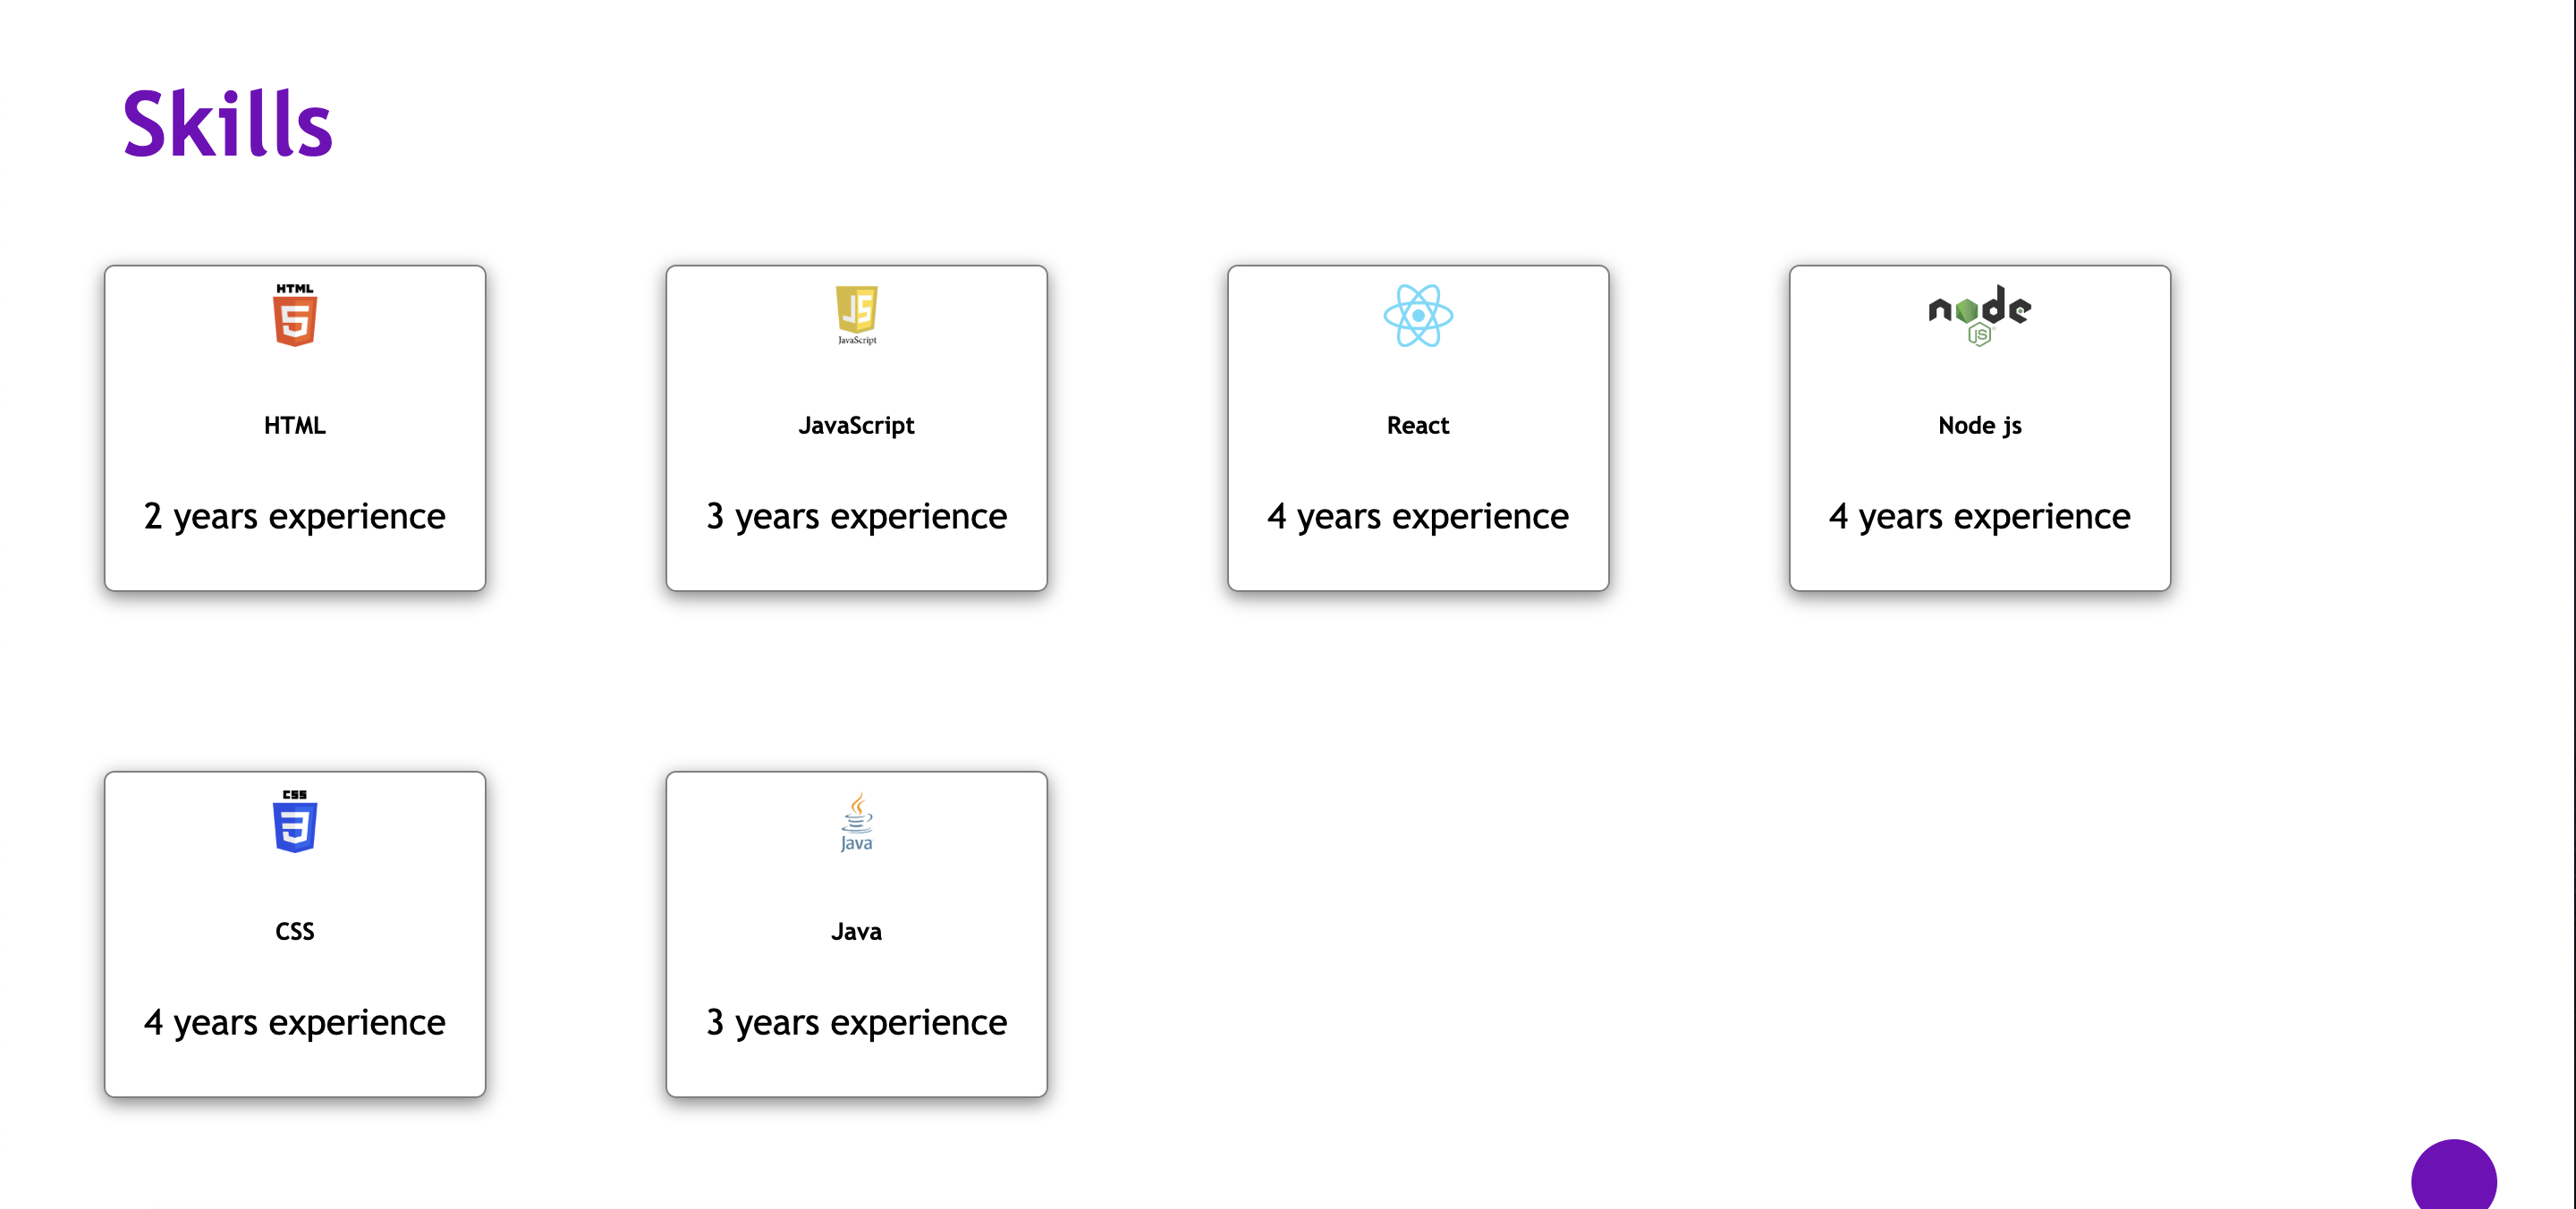 Skills
HTML
5
HTML
2 years experience
JS
JavaScript
JavaScript
3 years experience
React
4 years experience
node
JS
Node js
4 years experience
CSS
3
CSS
4 years experience
Java
Java
3 years experience